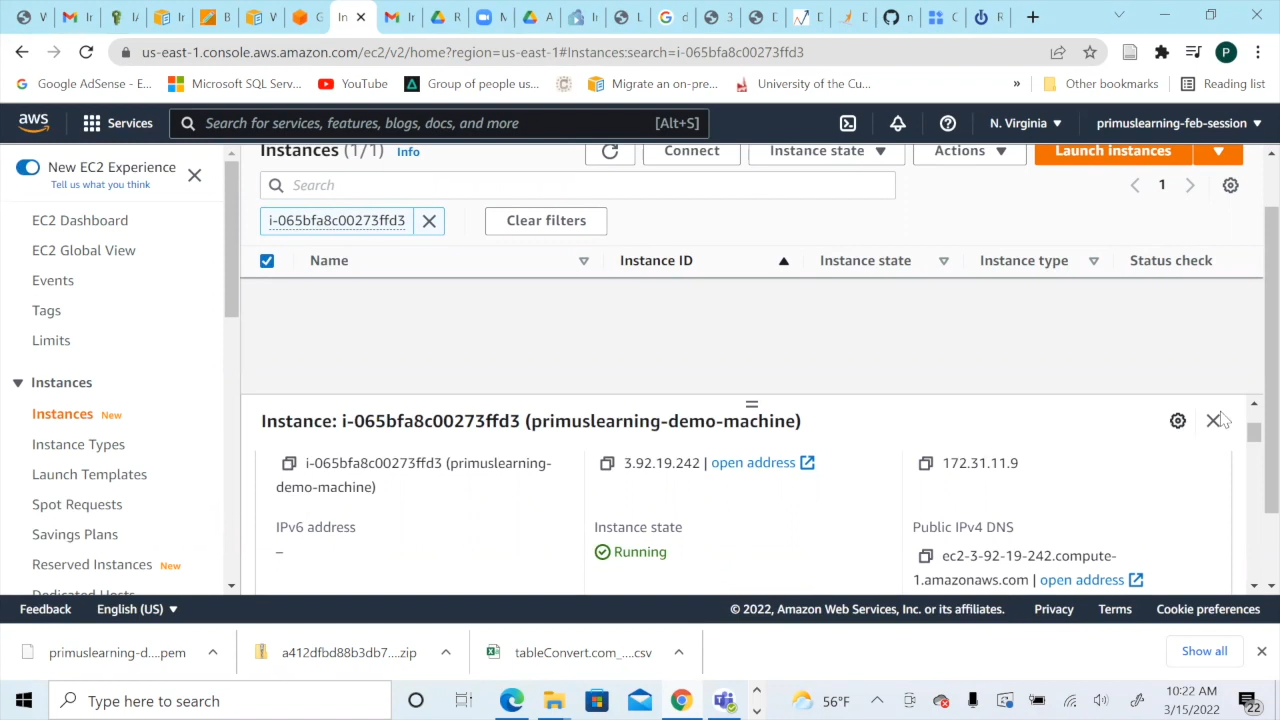 us-east-1.console.aws.amazon.com/ec2/v2/home?region=us-east-1#Instances:search=i-065bfa8c00273ffd3
P
Google AdSense - E...
Microsoft SQL Serv...
YouTube
Group of people us...
Migrate an on-pre...
University of the Cu...
»
Other bookmarks
Reading list
aws
Services
Search for services, features, blogs, docs, and more
[Alt+S]
N. Virginia
primuslearning-feb-session
New EC2 Experience
Tell us what you think
EC2 Dashboard
EC2 Global View
Events
Tags
Limits
Instances
Instances New
Instance Types
Launch Templates
Spot Requests
Savings Plans
Reserved Instances New
Dedicated Hosts
Instances (1/1) Info
Connect
Instance state
Actions
Launch instances
Search
1
i-065bfa8c00273ffd3
Clear filters
Name
Instance ID
Instance state
Instance type
Status check
Instance: i-065bfa8c00273ffd3 (primuslearning-demo-machine)
i-065bfa8c00273ffd3 (primuslearning-
demo-machine)
3.92.19.242 | open address
172.31.11.9
IPv6 address
–
Instance state
Running
Public IPv4 DNS
ec2-3-92-19-242.compute-
1.amazonaws.com | open address
Feedback
English (US)
© 2022, Amazon Web Services, Inc. or its affiliates.
Privacy
Terms
Cookie preferences
primuslearning-d....pem
a412dfbd88b3db7....zip
tableConvert.com_....csv
Show all
Type here to search
56°F
10:22 AM
3/15/2022
22